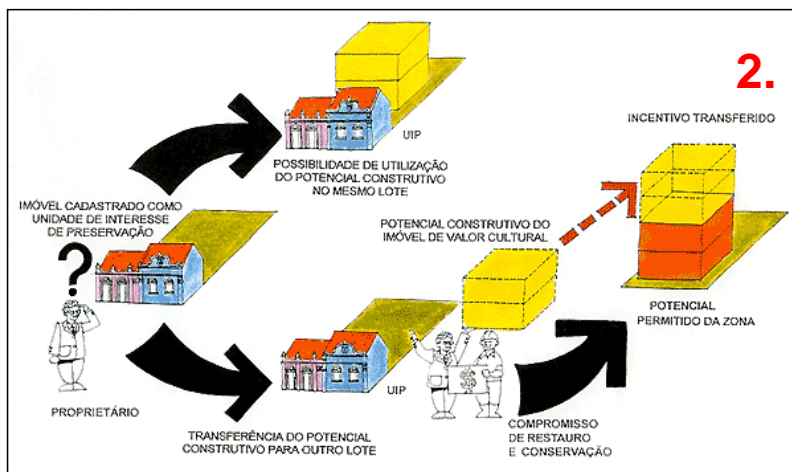 2.
INCENTIVO TRANSFERIDO
UIP
POSSIBILIDADE DE UTILIZAÇÃO
DO POTENCIAL CONSTRUTIVO
NO MESMO LOTE
IMÓVEL CADASTRADO COMO
UNIDADE DE INTERESSE
DE PRESERVAÇÃO
?
POTENCIAL CONSTRUTIVO DO
IMÓVEL DE VALOR CULTURAL
POTENCIAL
PERMITIDO DA ZONA
UIP
$
PROPRIETÁRIO
TRANSFERÊNCIA DO POTENCIAL
CONSTRUTIVO PARA OUTRO LOTE
COMPROMISSO
DE RESTAURO
E CONSERVAÇÃO